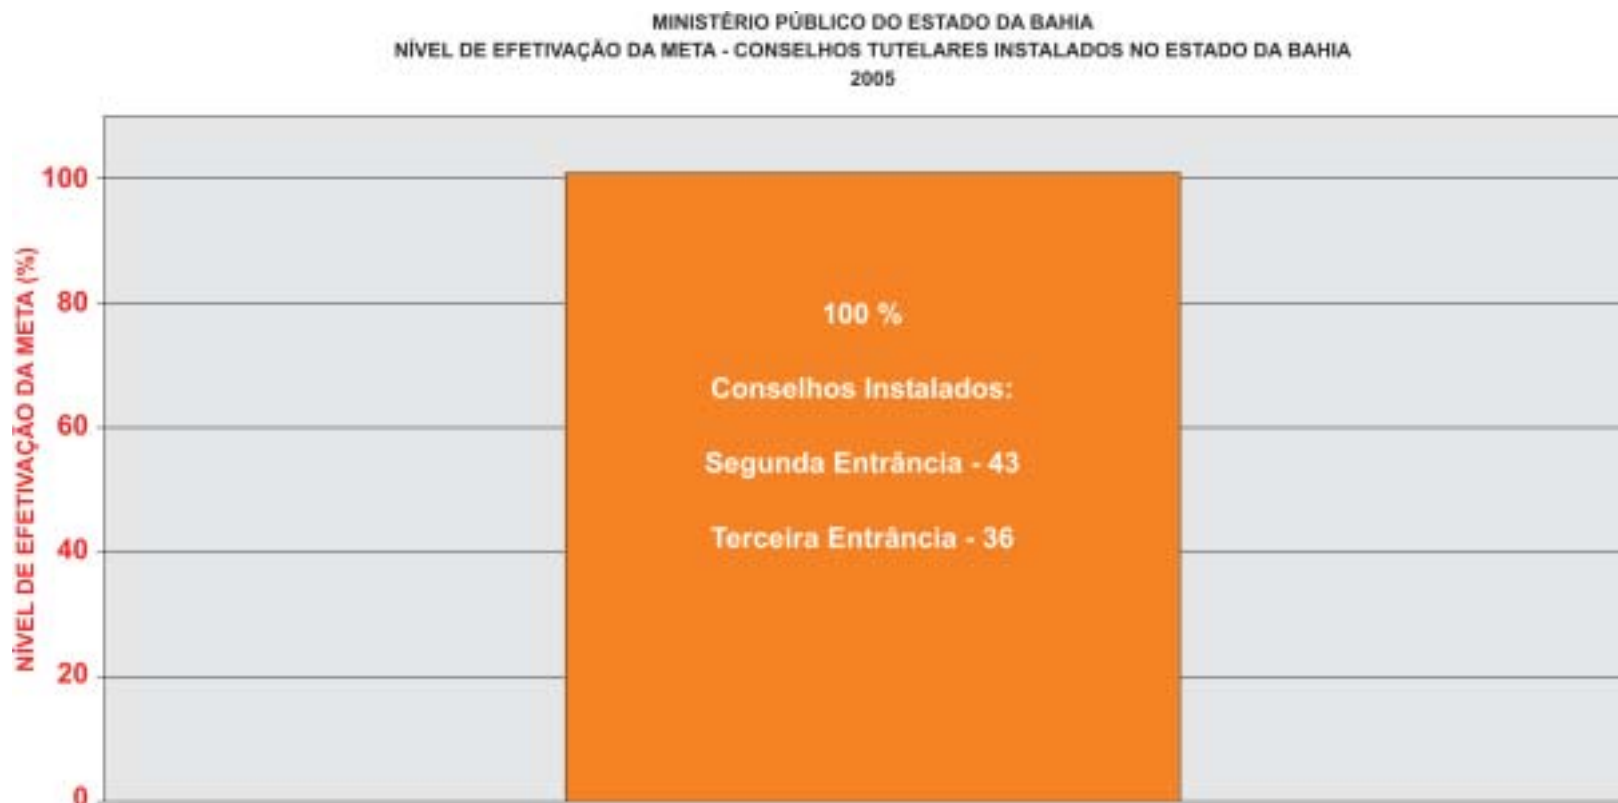 MINISTÉRIO PÚBLICO DO ESTADO DA BAHIA
NÍVEL DE EFETIVAÇÃO DA META - CONSELHOS TUTELARES INSTALADOS NO ESTADO DA BAHIA
2005
NÍVEL DE EFETIVAÇÃO DA META (%)
100
80
60
40
20
0
100 %
Conselhos Instalados:
Segunda Entrância - 43
Terceira Entrância - 36